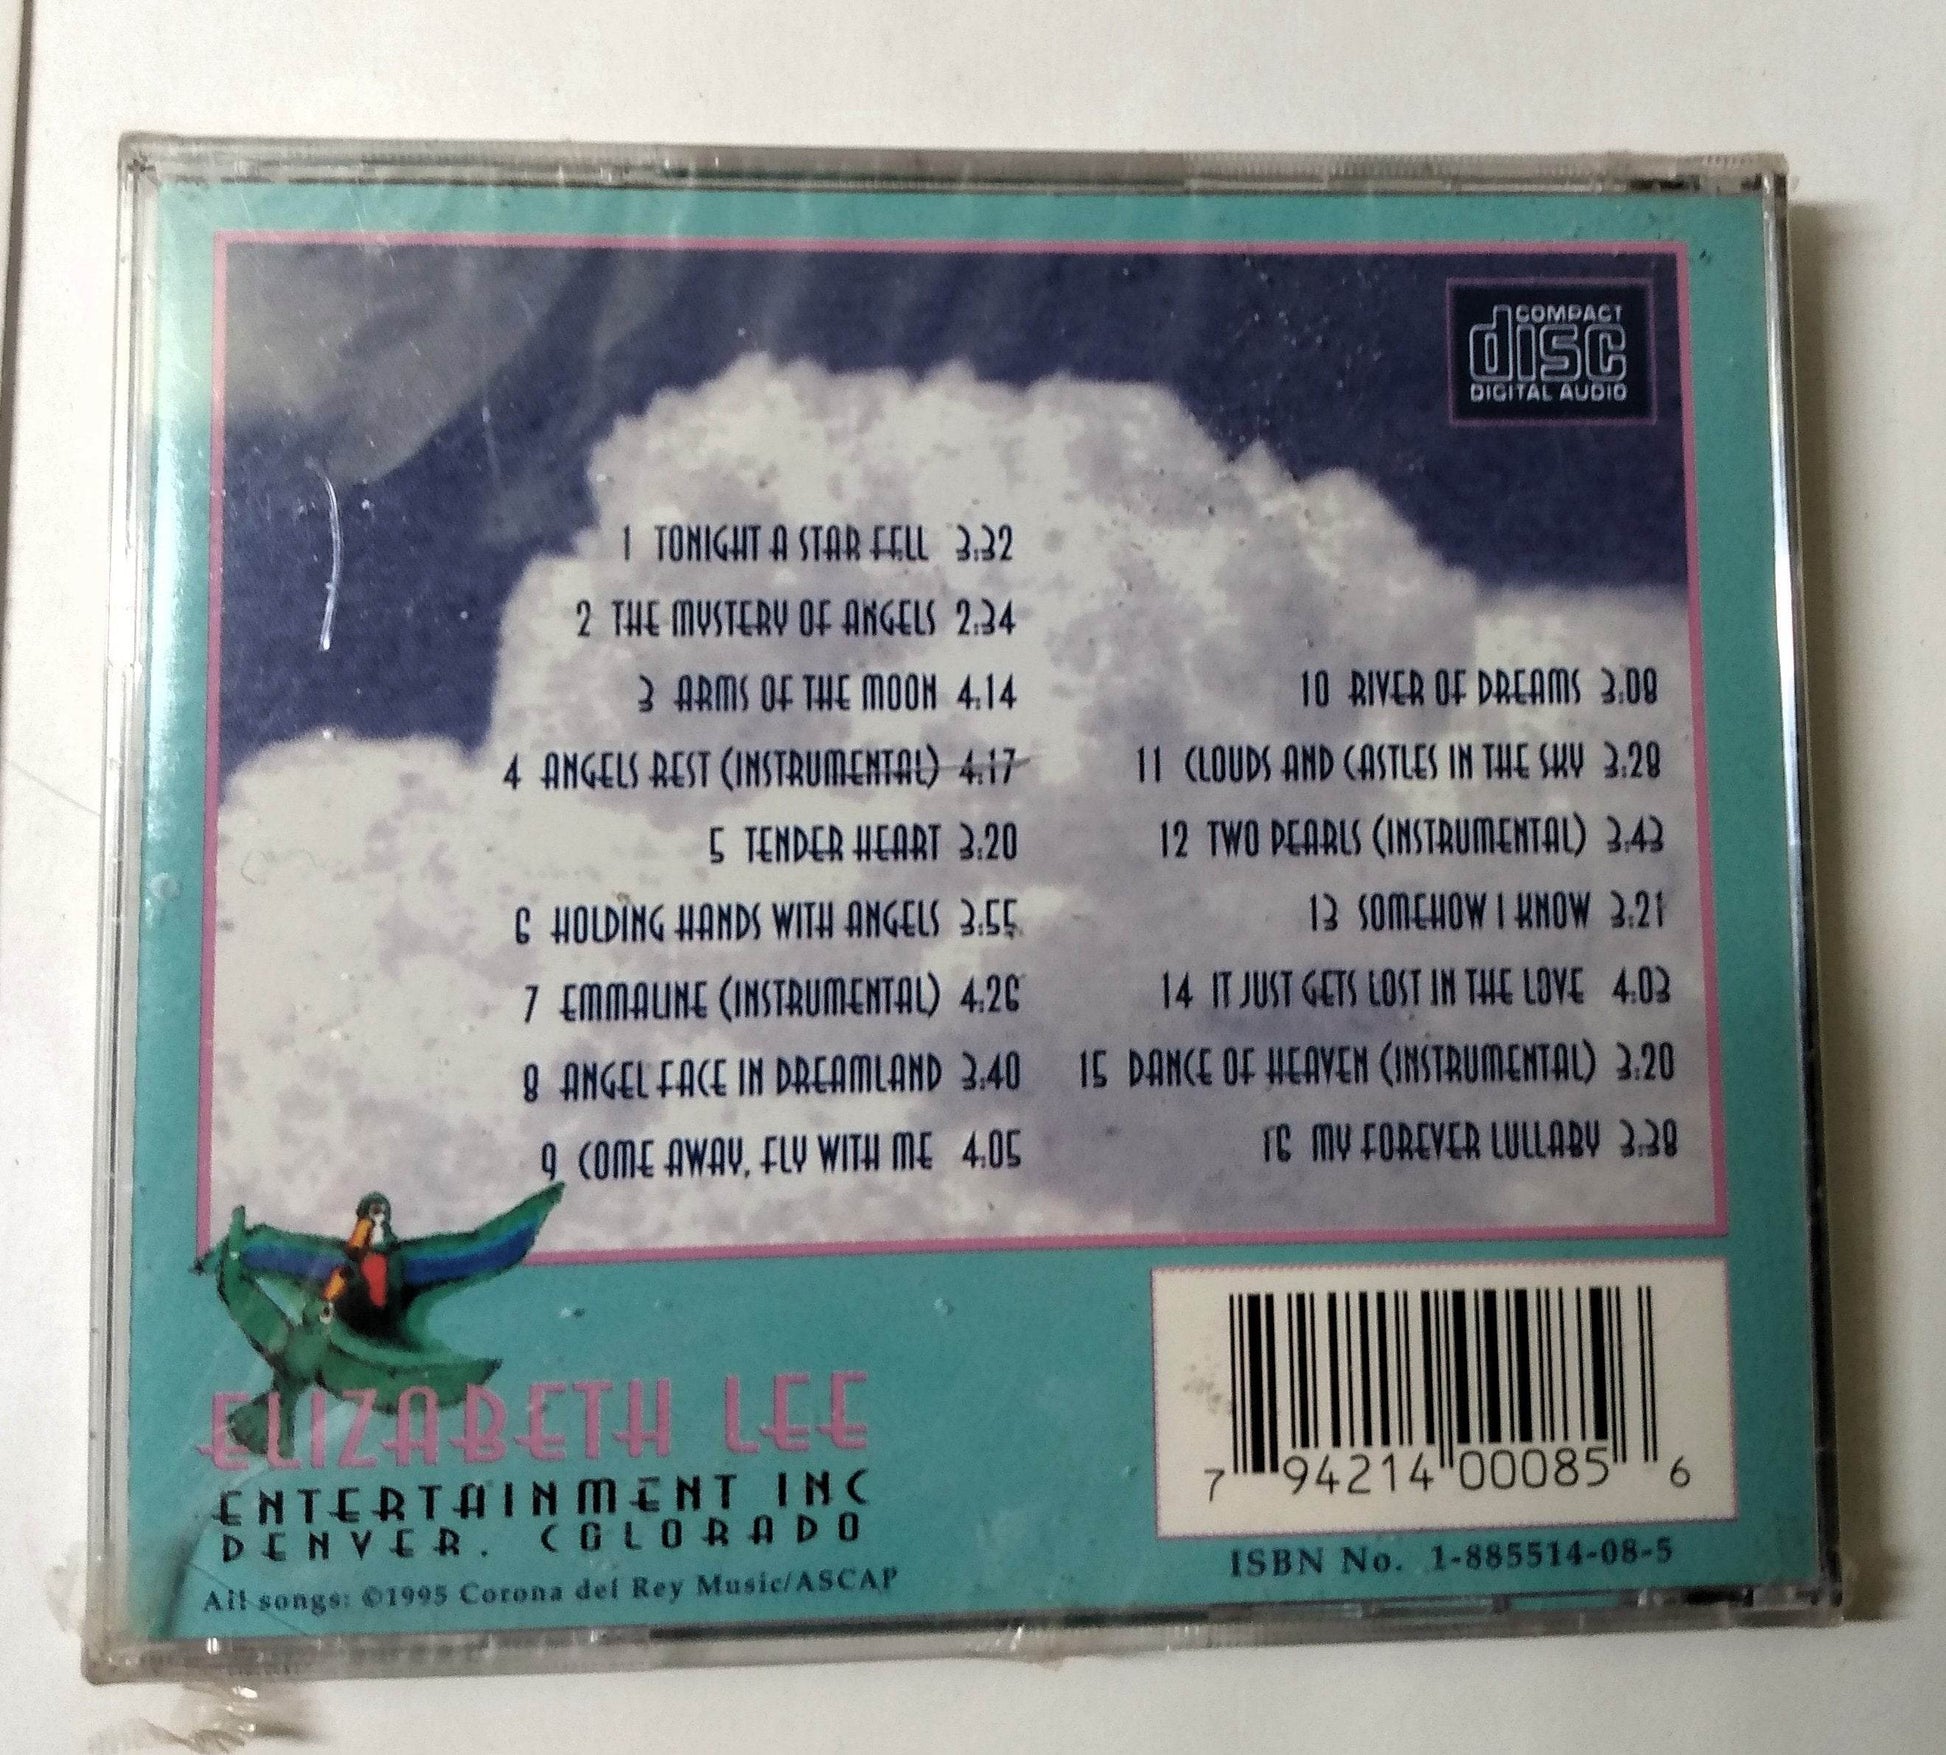 COMPACT
disc
DIGITAL AUDIO
1 TONIGHT A STAR FELL 3:32
2 THE MYSTERY OF ANGELS 2:34
3 ARMS OF THE MOON 4:14
4 ANGELS REST (INSTRUMENTAL) 4:17
5 TENDER HEART 3:20
6 HOLDING HANDS WITH ANGELS 3:55
7 EMMALINE (INSTRUMENTAL) 4:26
8 ANGEL FACE IN DREAMLAND 3:40
9 COME AWAY, FLY WITH ME 4:05
10 RIVER OF DREAMS 3:08
11 CLOUDS AND CASTLES IN THE SKY 3:28
12 TWO PEARLS (INSTRUMENTAL) 3:43
13 SOMEHOW I KNOW 3:21
14 IT JUST GETS LOST IN THE LOVE 4:03
15 DANCE OF HEAVEN (INSTRUMENTAL) 3:20
16 MY FOREVER LULLABY 3:38
ELIZABETH LEE
ENTERTAINMENT INC
DENVER, COLORADO
All songs: ©1995 Corona del Rey Music/ASCAP
7 94214 00085 6
ISBN No. 1-885514-08-5